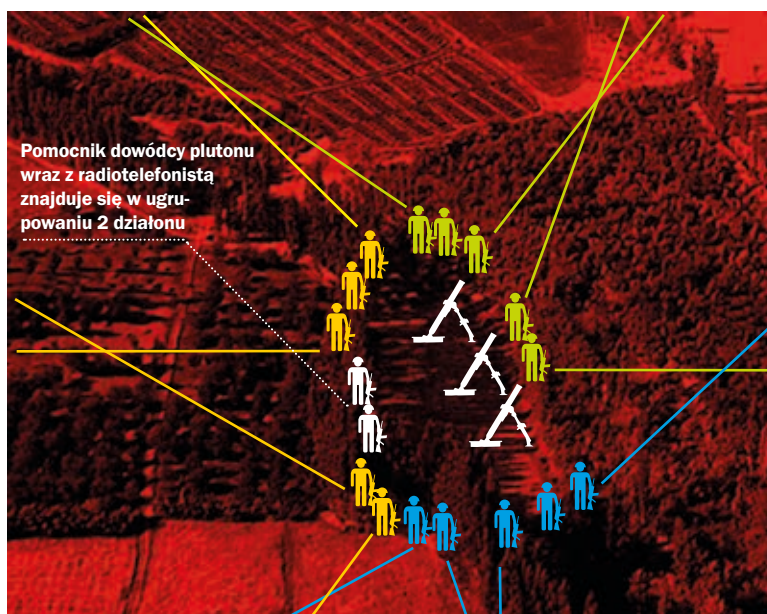 Pomocnik dowódcy plutonu
wraz z radiotelefonistą
znajduje się w ugru-
powaniu 2 działonu